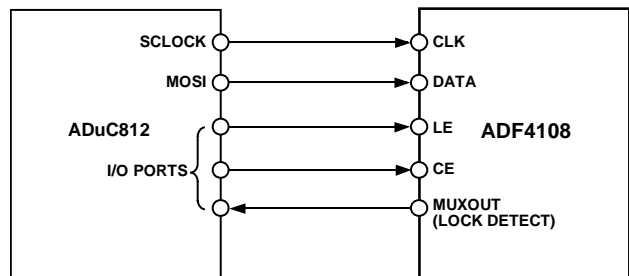 SCLOCK
MOSI
ADuC812
I/O PORTS
CLK
DATA
LE
ADF4108
CE
MUXOUT
(LOCK DETECT)